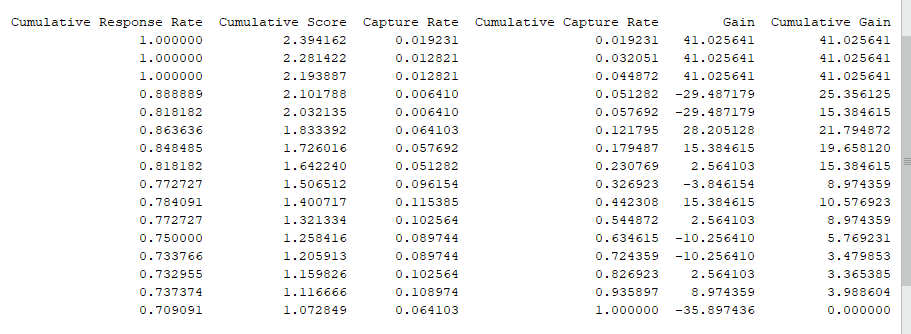 Cumulative Response Rate Cumulative Score Capture Rate Cumulative Capture Rate Gain Cumulative Gain
1.000000 2.394162 0.019231 0.019231 41.025641 41.025641
1.000000 2.281422 0.012821 0.032051 41.025641 41.025641
1.000000 2.193887 0.012821 0.044872 41.025641 41.025641
0.888889 2.101788 0.006410 0.051282 -29.487179 25.356125
0.818182 2.032135 0.006410 0.057692 -29.487179 15.384615
0.863636 1.833392 0.064103 0.121795 28.205128 21.794872
0.848485 1.726016 0.057692 0.179487 15.384615 19.658120
0.818182 1.642240 0.051282 0.230769 2.564103 15.384615
0.772727 1.506512 0.096154 0.326923 -3.846154 8.974359
0.784091 1.400717 0.115385 0.442308 15.384615 10.576923
0.772727 1.321334 0.102564 0.544872 2.564103 8.974359
0.750000 1.258416 0.089744 0.634615 -10.256410 5.769231
0.733766 1.205913 0.089744 0.724359 -10.256410 3.479853
0.732955 1.159826 0.102564 0.826923 2.564103 3.365385
0.737374 1.116666 0.108974 0.935897 8.974359 3.988604
0.709091 1.072849 0.064103 1.000000 -35.897436 0.000000